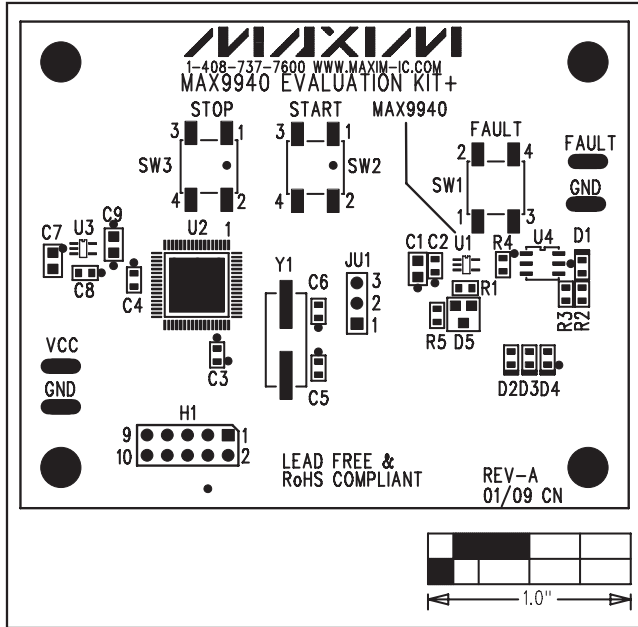 MAXIM
1-408-737-7600 WWW.MAXIM-IC.COM
MAX9940 EVALUATION KIT+
STOP START MAX9940
FAULT
FAULT
3 1 3 1 2 4
SW3 SW2 SW1
GND
4 2 4 2 1 3
C7 U3 C9 U2 1
C1 C2 U1 R4 U4 D1
C8 C4 Y1 C6 JU1
3
2
1
R1
R3 R2
R5 D5
VCC
C3
C5
D2 D3 D4
GND
H1
9 1
10 2
LEAD FREE &
RoHS COMPLIANT
REV-A
01/09 CN
1.0"